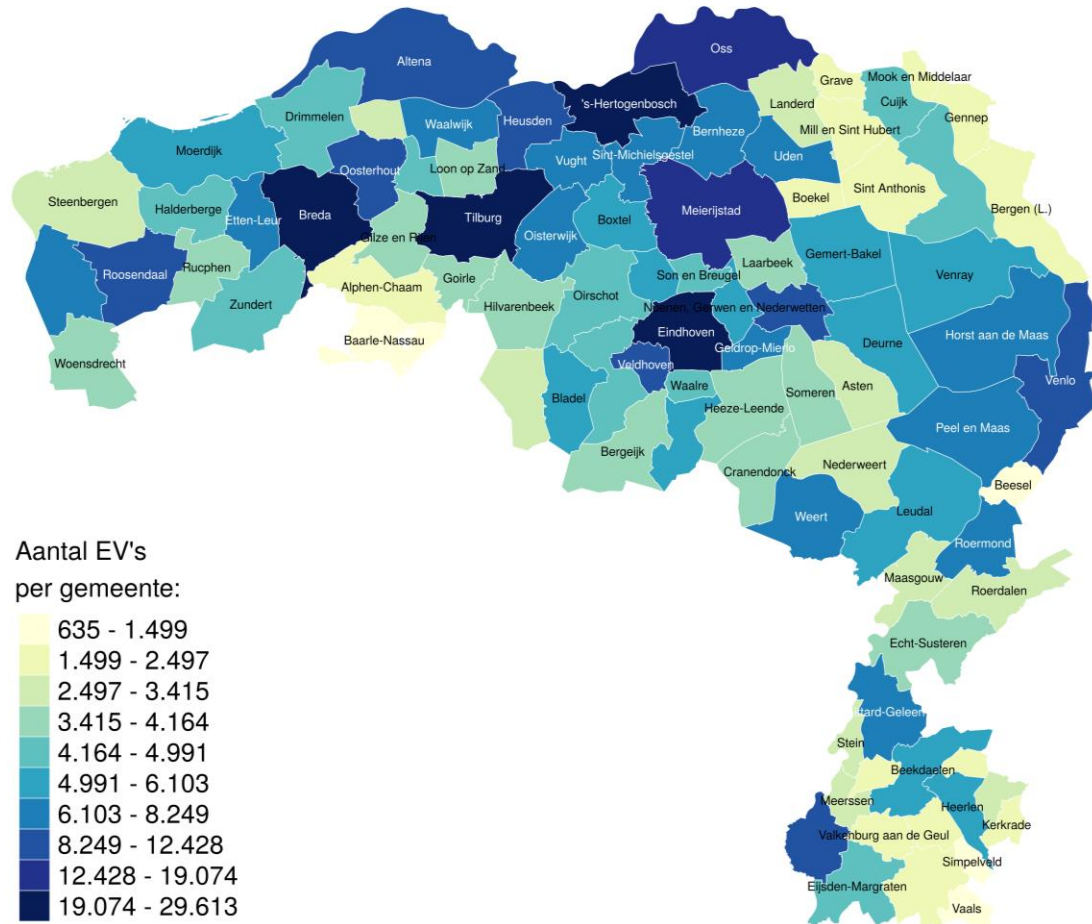 Oss
Altena
Grave
Mook en Middelaar
's-Hertogenbosch
Landerd
Cuijk
Drimmelen
Heusden
Waalwijk
Gennep
Bernheze
Mill en Sint Hubert
Moerdijk
Vught
Sint-Michielsgestel
Uden
Oosterhout
Loon op Zand
Sint Anthonis
Boekel
Steenbergen
Halderberge
Breda
Tilburg
Meierijstad
Bergen (L.)
Etten-Leur
Boxtel
Oisterwijk
Gilze en Rijen
Gemert-Bakel
Laarbeek
Roosendaal
Rucphen
Son en Breugel
Venray
Goirle
Alphen-Chaam
Oirschot
Zundert
Hilvarenbeek
Nuenen, Gerwen en Nederwetten
Eindhoven
Horst aan de Maas
Baarle-Nassau
Deurne
Geldrop-Mierlo
Woensdrecht
Veldhoven
Venlo
Waalre
Asten
Someren
Bladel
Heeze-Leende
Peel en Maas
Bergeijk
Nederweert
Cranendonck
Beesel
Leudal
Weert
Roermond
Maasgouw
Roerdalen
Echt-Susteren
ttard-Geleen
Stein
Beekdaelen
Meerssen
Heerlen
Kerkrade
Valkenburg aan de Geul
Simpelveld
Eijsden-Margraten
Vaals
Aantal EV's
per gemeente:
635 - 1.499
1.499 - 2.497
2.497 - 3.415
3.415 - 4.164
4.164 - 4.991
4.991 - 6.103
6.103 - 8.249
8.249 - 12.428
12.428 - 19.074
19.074 - 29.613